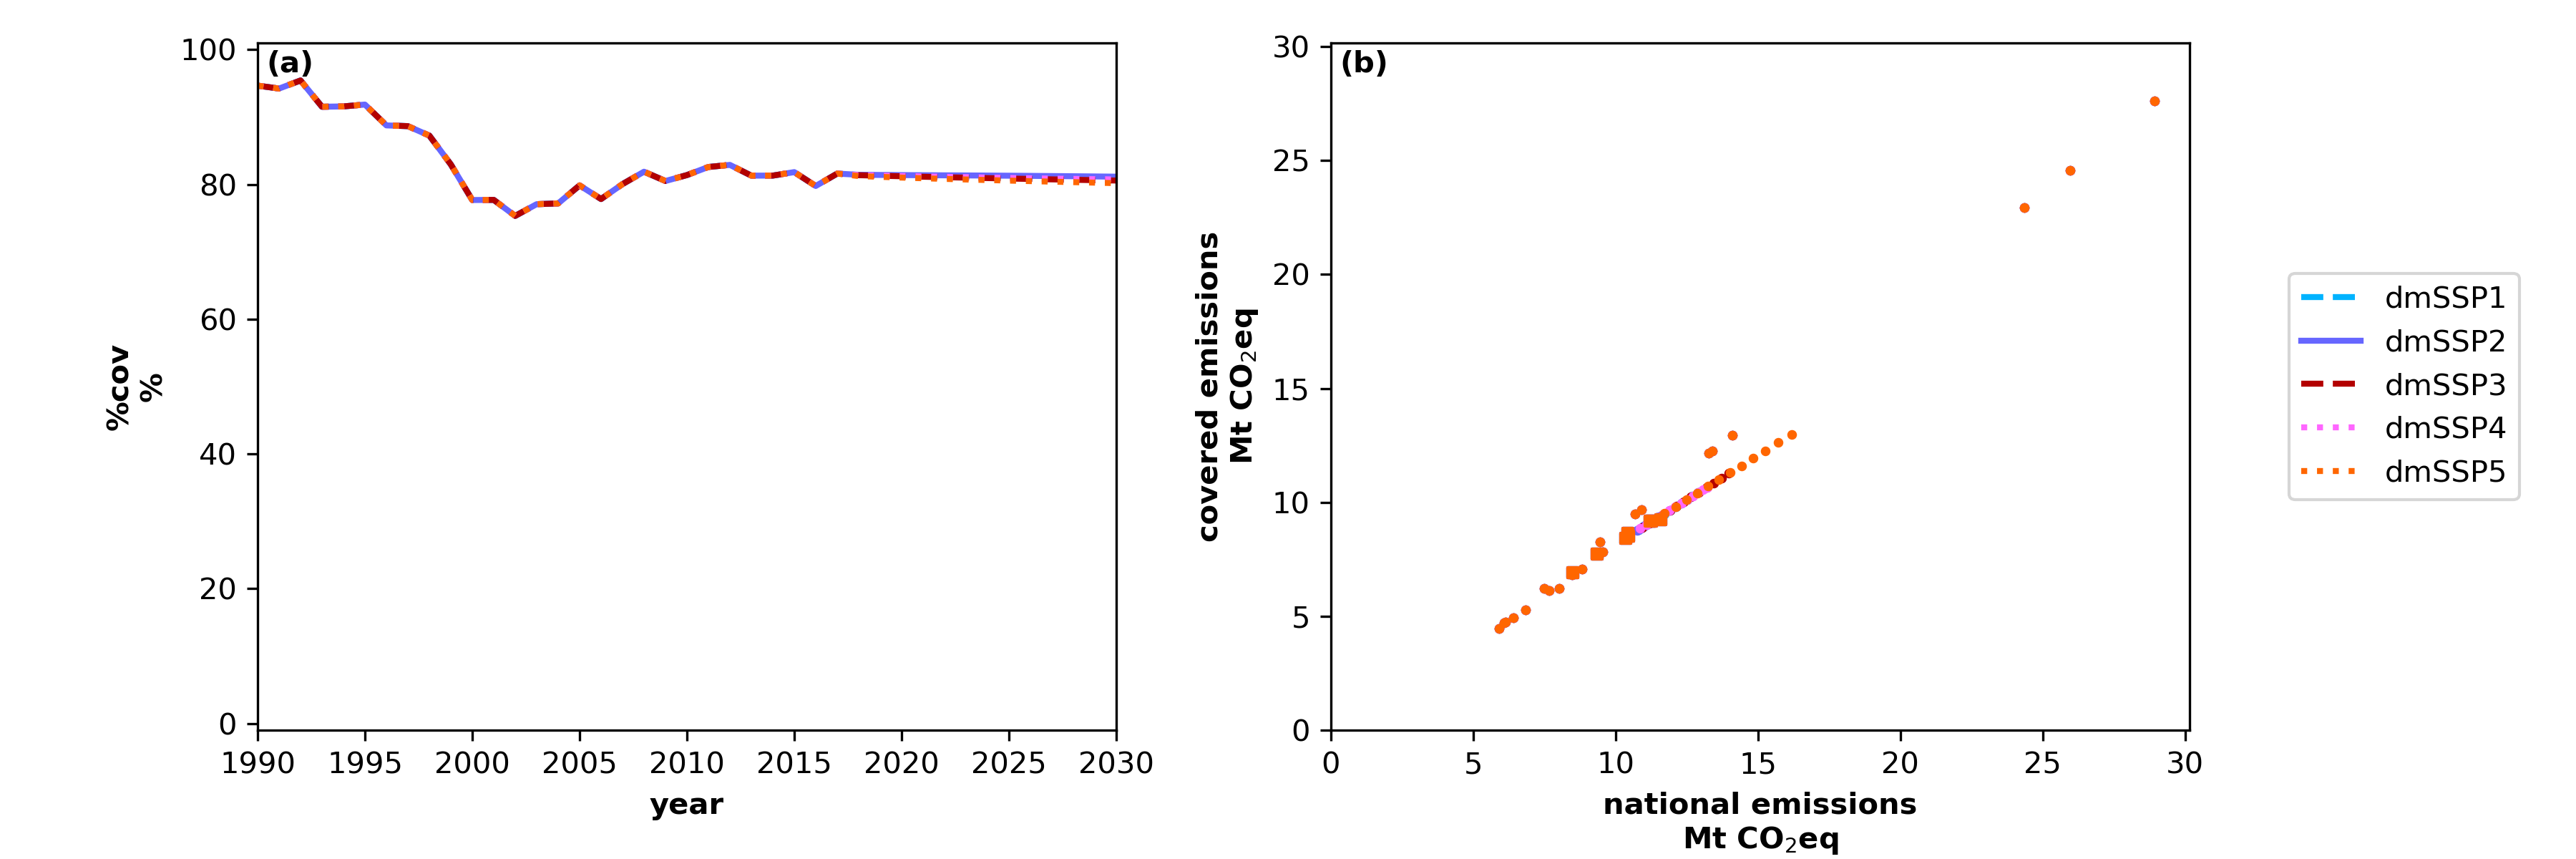 (a)
100
80
60
40
20
0
%cov
%
1990 1995 2000 2005 2010 2015 2020 2025 2030
year
(b)
30
25
20
15
10
5
0
covered emissions
Mt CO₂eq
0 5 10 15 20 25 30
national emissions
Mt CO₂eq
dmSSP1
dmSSP2
dmSSP3
dmSSP4
dmSSP5